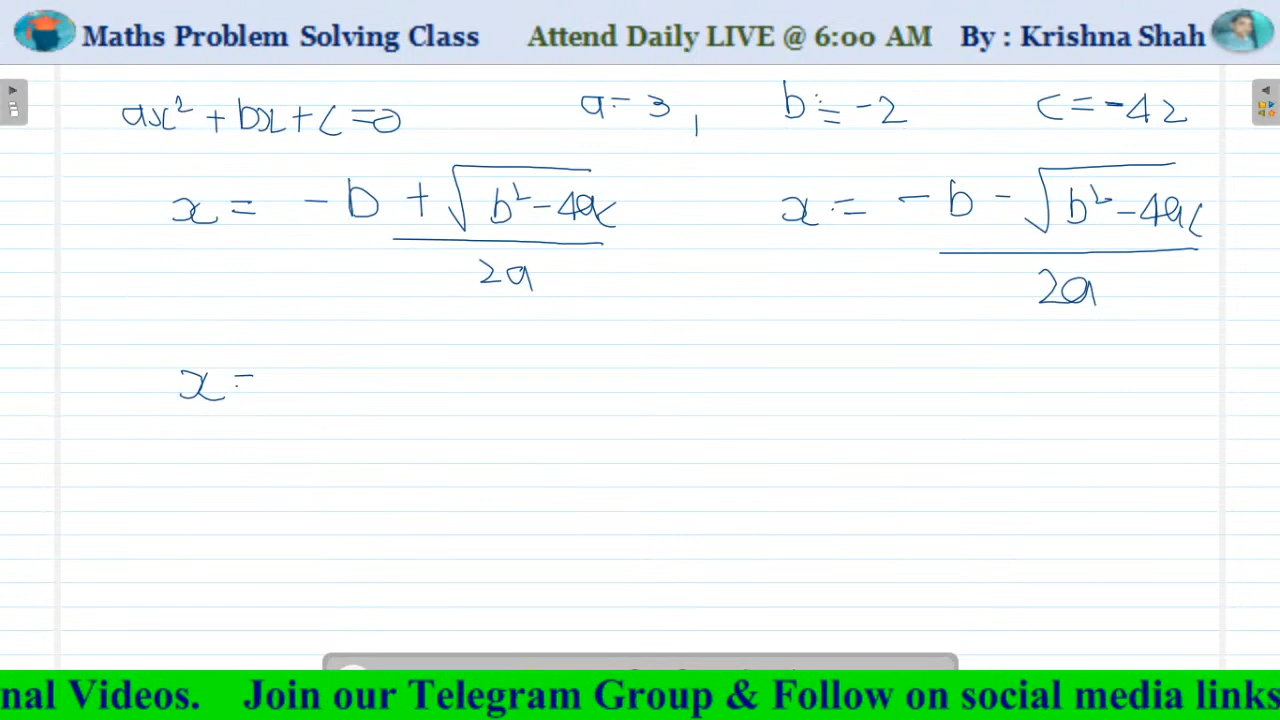 Maths Problem Solving Class Attend Daily LIVE @ 6:00 AM By : Krishna Shah
ax² + bx + c = 0 a = 3, b = -2 c = -42
x = -b + √(b² - 4ac) / 2a x = -b - √(b² - 4ac) / 2a
x =
nal Videos. Join our Telegram Group & Follow on social media links